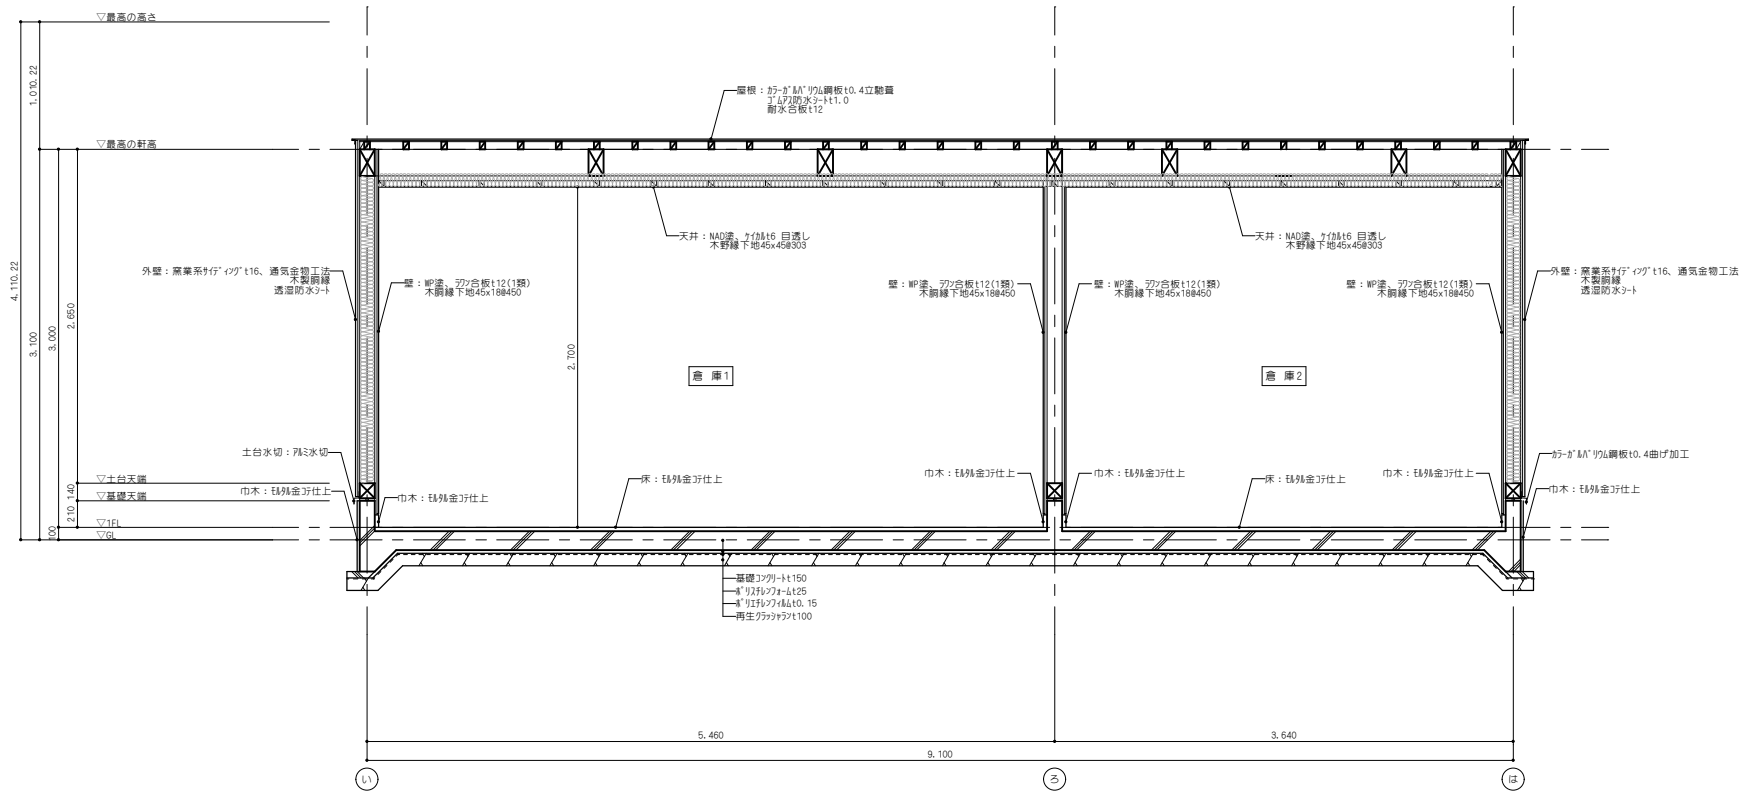 ▽最高の高さ
1,010.22
屋根：ｶﾗｰｶﾞﾙﾊﾞﾘｳﾑ鋼板t0.4立馳葺
ｺﾞﾑｱｽ防水ｼｰﾄt1.0
耐水合板t12
▽最高の軒高
天井：NAD塗、ｹｲｶﾙt6 目透し
木野縁下地45x45@303
天井：NAD塗、ｹｲｶﾙt6 目透し
木野縁下地45x45@303
4,110.22
3,100
3,000
2,650
外壁：窯業系ｻｲﾃﾞｨﾝｸﾞt16、通気金物工法
木製胴縁
透湿防水ｼｰﾄ
壁：WP塗、ﾗﾜﾝ合板t12(1類)
木胴縁下地45x18@450
壁：WP塗、ﾗﾜﾝ合板t12(1類)
木胴縁下地45x18@450
壁：WP塗、ﾗﾜﾝ合板t12(1類)
木胴縁下地45x18@450
壁：WP塗、ﾗﾜﾝ合板t12(1類)
木胴縁下地45x18@450
外壁：窯業系ｻｲﾃﾞｨﾝｸﾞt16、通気金物工法
木製胴縁
透湿防水ｼｰﾄ
2,700
倉 庫1
倉 庫2
土台水切：ｱﾙﾐ水切
ｶﾗｰｶﾞﾙﾊﾞﾘｳﾑ鋼板t0.4曲げ加工
▽土台天端
140
▽基礎天端
210
巾木：ﾓﾙﾀﾙ金ｺﾃ仕上
巾木：ﾓﾙﾀﾙ金ｺﾃ仕上
床：ﾓﾙﾀﾙ金ｺﾃ仕上
巾木：ﾓﾙﾀﾙ金ｺﾃ仕上
巾木：ﾓﾙﾀﾙ金ｺﾃ仕上
床：ﾓﾙﾀﾙ金ｺﾃ仕上
巾木：ﾓﾙﾀﾙ金ｺﾃ仕上
巾木：ﾓﾙﾀﾙ金ｺﾃ仕上
▽1FL
100
▽GL
基礎ｺﾝｸﾘｰﾄt150
ﾎﾟﾘｽﾁﾚﾝﾌｫｰﾑt25
ﾎﾟﾘｴﾁﾚﾝﾌｨﾙﾑt0.15
再生ｸﾗｯｼｬﾗﾝt100
5,460
3,640
9,100
い
ろ
は